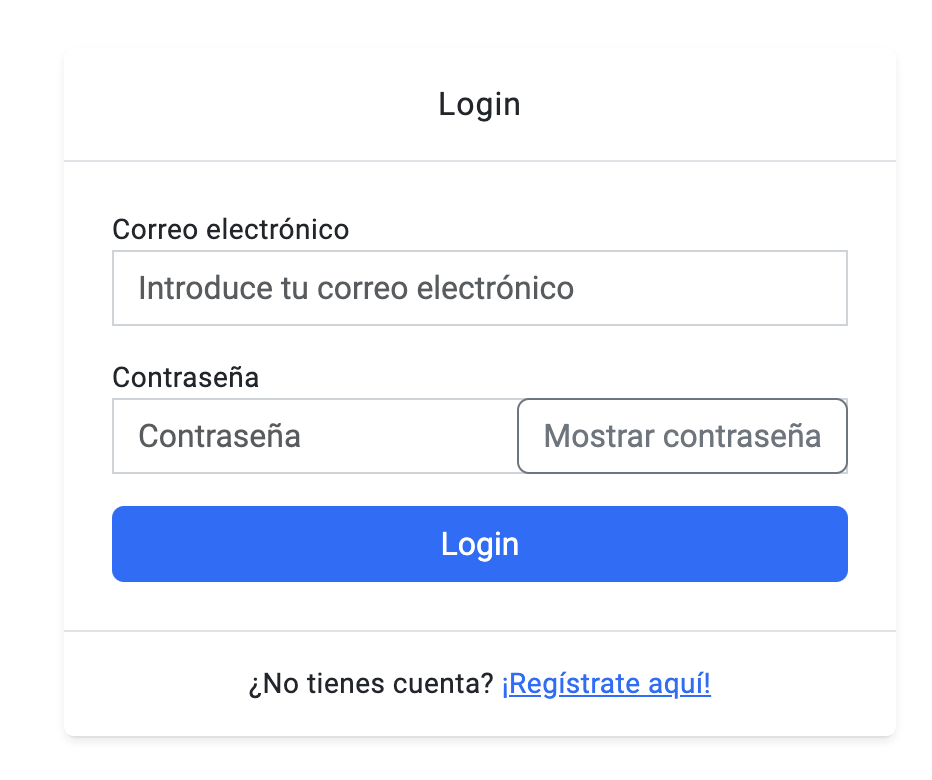 Login
Correo electrónico
Introduce tu correo electrónico
Contraseña
Contraseña Mostrar contraseña
Login
¿No tienes cuenta? ¡Regístrate aquí!